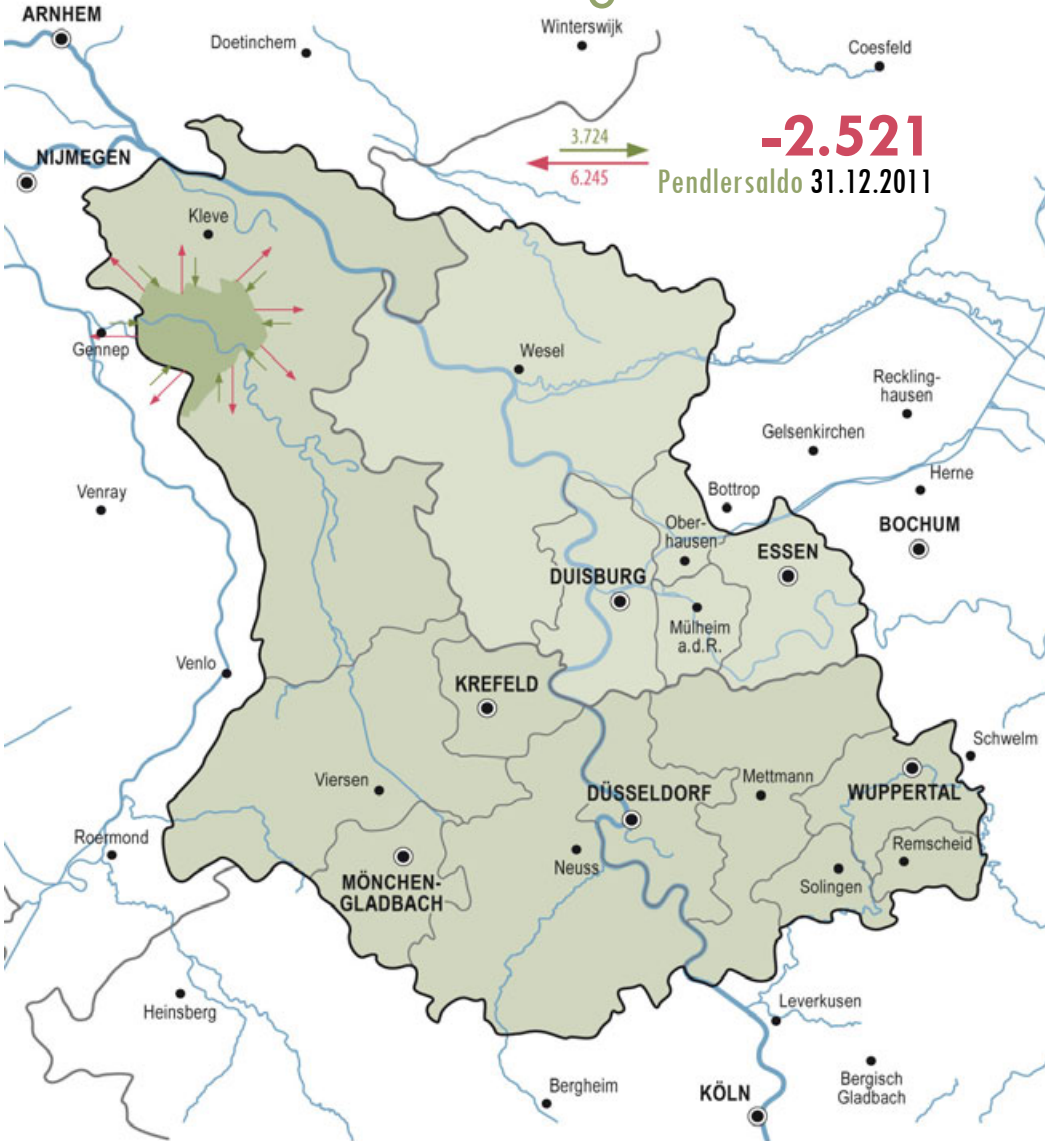 ARNHEM
Doetinchem
Winterswijk
Coesfeld
3.724
-2.521
6.245
Pendlersaldo 31.12.2011
NIJMEGEN
Kleve
Gennep
Wesel
Reckling-
hausen
Gelsenkirchen
Herne
Venray
Bottrop
BOCHUM
Ober-
hausen
ESSEN
DUISBURG
Mülheim
a.d.R.
Venlo
KREFELD
Schwelm
Viersen
Mettmann
DÜSSELDORF
WUPPERTAL
Roermond
Neuss
Remscheid
Solingen
MÖNCHEN-
GLADBACH
Heinsberg
Leverkusen
Bergheim
KÖLN
Bergisch
Gladbach